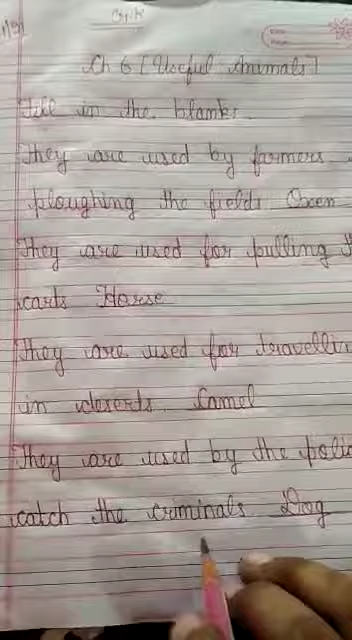 Ch 6 [Useful Animals]
Fill in the blanks.
They are used by farmers
ploughing the fields Oxen
They are used for pulling
carts Horse
They are used for
in deserts. Camel
They are used by the
catch the criminals. Dog